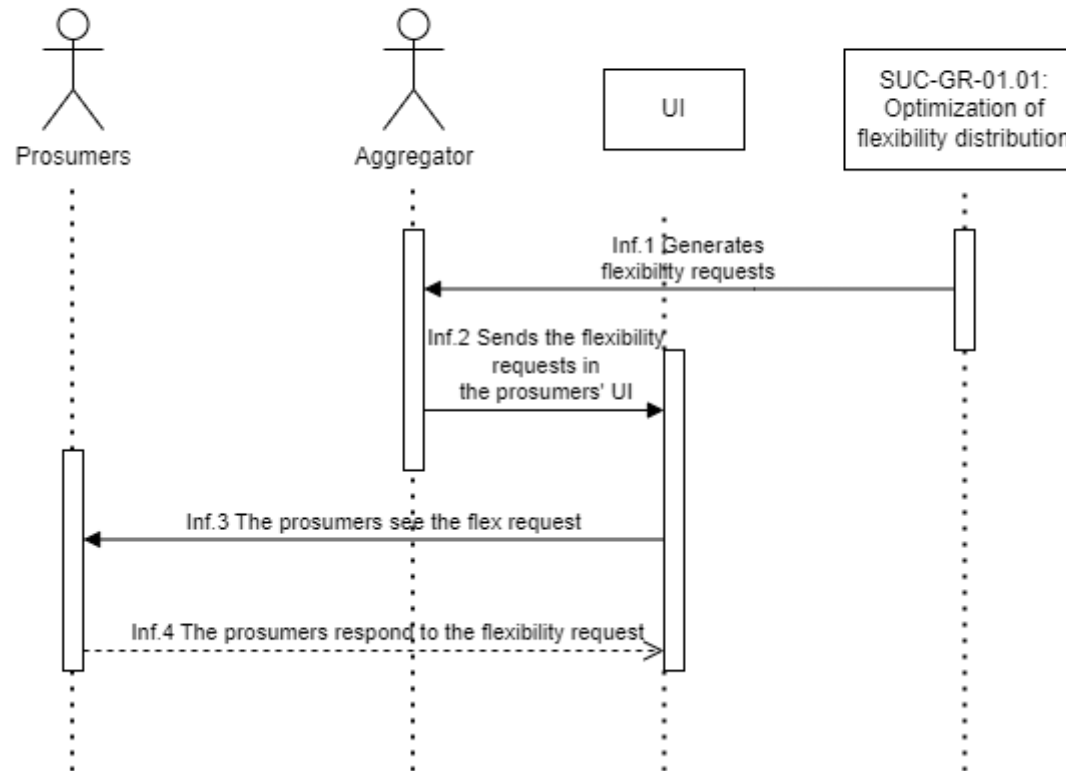 Prosumers
Aggregator
UI
SUC-GR-01.01:
Optimization of
flexibility distribution
Inf.1 Generates
flexibility requests
Inf.2 Sends the flexibility
requests in
the prosumers' UI
Inf.3 The prosumers see the flex request
Inf.4 The prosumers respond to the flexibility request